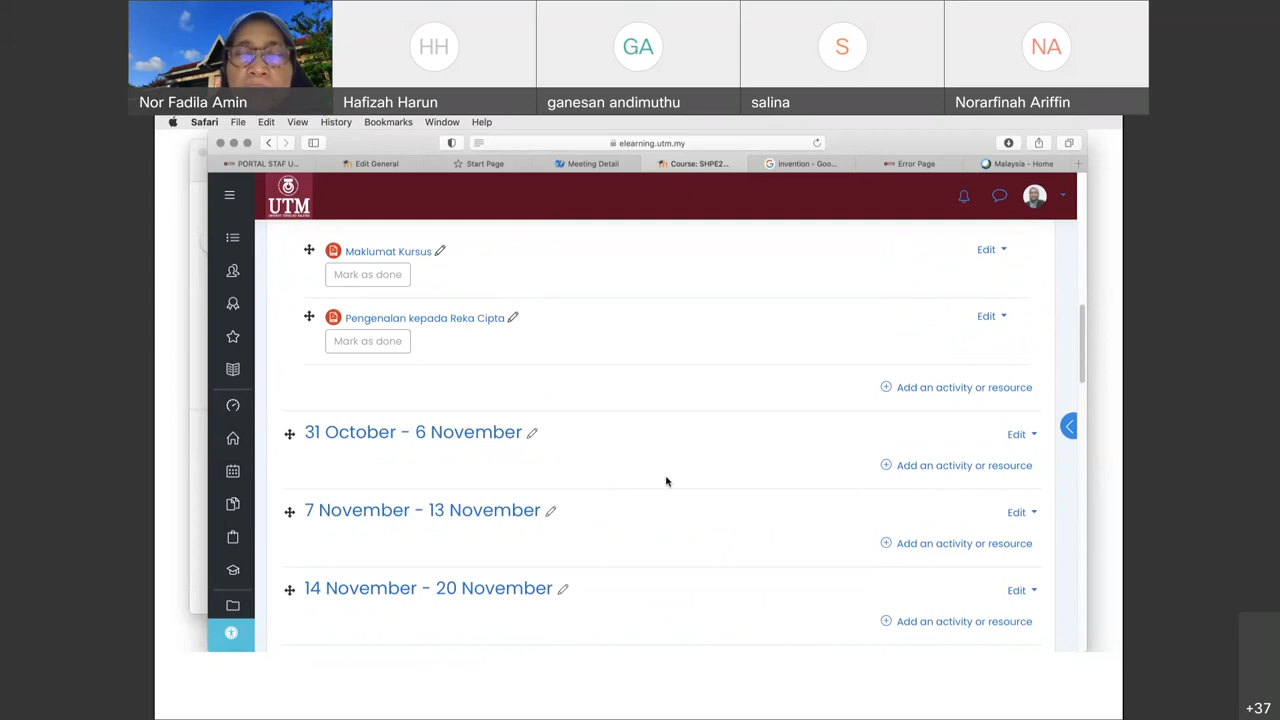 HH
GA
S
NA
Nor Fadila Amin
Hafizah Harun
ganesan andimuthu
salina
Norarfinah Ariffin
Safari File Edit View History Bookmarks Window Help
elearning.utm.my
PORTAL STAF U...
Edit General
Start Page
Meeting Detail
Course: SHPE2...
invention - Goo...
Error Page
Malaysia - Home
UTM
Maklumat Kursus
Edit
Mark as done
Pengenalan kepada Reka Cipta
Edit
Mark as done
Add an activity or resource
31 October - 6 November
Edit
Add an activity or resource
7 November - 13 November
Edit
Add an activity or resource
14 November - 20 November
Edit
Add an activity or resource
+37